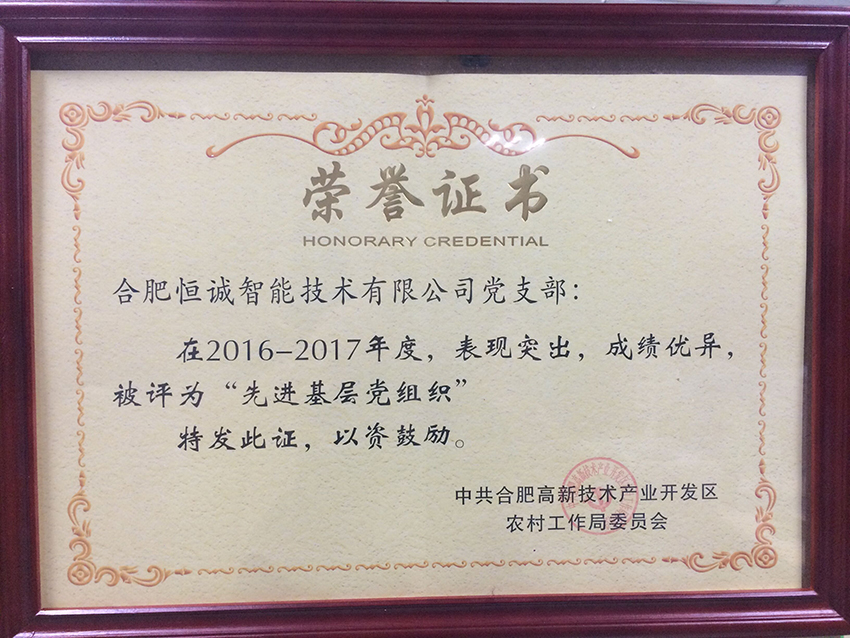 荣誉证书
HONORARY CREDENTIAL
合肥恒诚智能技术有限公司党支部：
在2016-2017年度，表现突出，成绩优异，
被评为“先进基层党组织”
特发此证，以资鼓励。
中共合肥高新技术产业开发区
农村工作局委员会